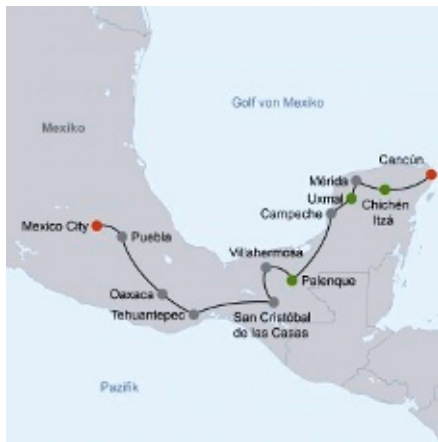 Golf von Mexiko
Mexiko
Cancún
Mérida
Uxmal
Chichén
Itzá
Campeche
Mexico City
Puebla
Villahermosa
Palenque
Oaxaca
Tehuantepec
San Cristóbal
de las Casas
Pazifik